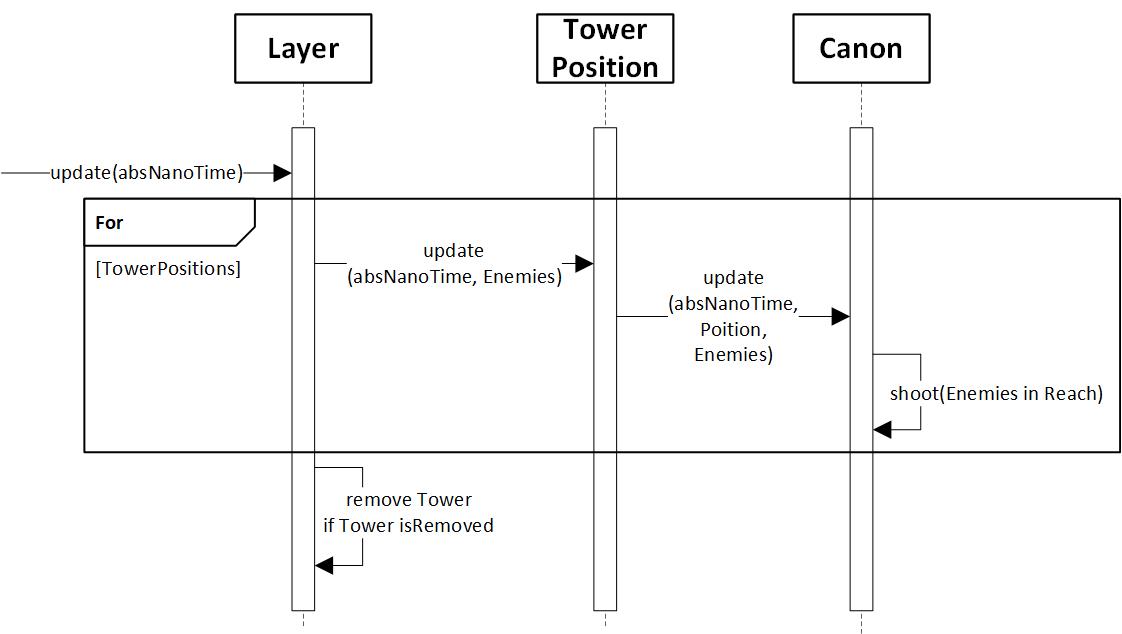 Layer
Tower
Position
Canon
update(absNanoTime)
For
[TowerPositions]
update
(absNanoTime, Enemies)
update
(absNanoTime,
Poition,
Enemies)
shoot(Enemies in Reach)
remove Tower
if Tower isRemoved